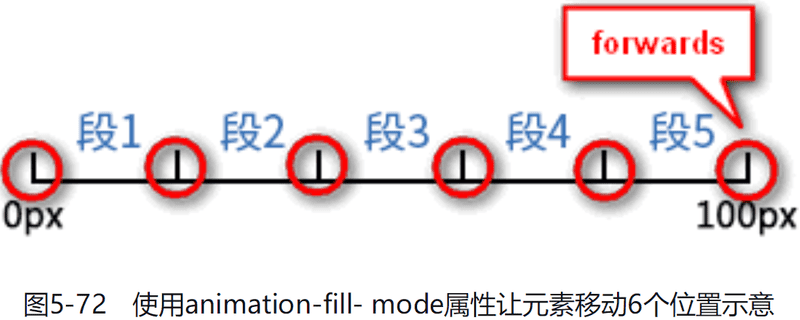 forwards
段1 段2 段3 段4 段5
0px 100px
图5-72 使用animation-fill- mode属性让元素移动6个位置示意